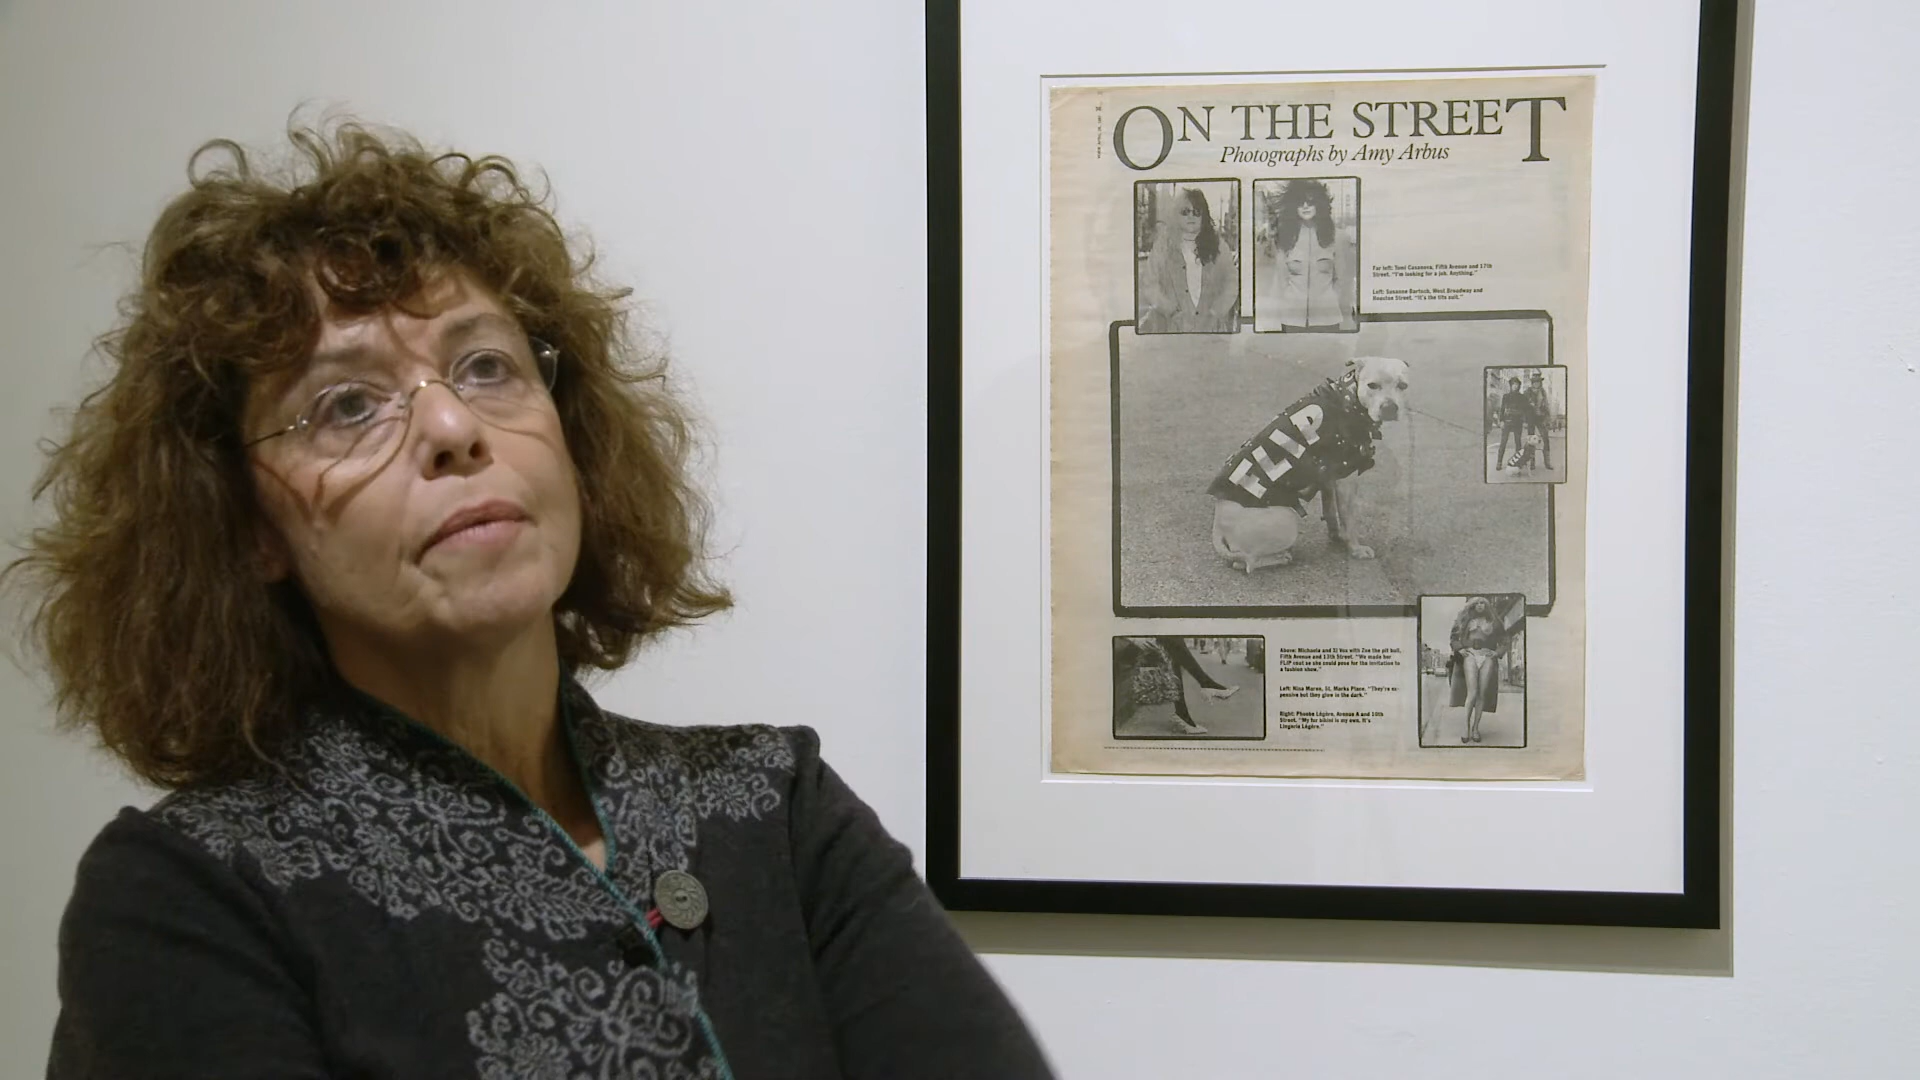 ON THE STREET
Photographs by Amy Arbus
Far left: Tomi Casanova, Fifth Avenue and 17th
Street. "I'm looking for a job. Anything."
Left: Susanne Bartsch, West Broadway and
Houston Street. "It's the tits suit."
FLIP
FLIP
Above: Michaela and Si Vox with Zoe the pit bull,
Fifth Avenue and 13th Street. "We made her
FLIP coat so she could pose for the invitation to
a fashion show."
Left: Nina Maren, St. Marks Place. "They're ex-
pensive but they glow in the dark."
Right: Phoebe Légère, Avenue A and 10th
Street. "My fur bikini is my own. It's
Lingerie Légère."